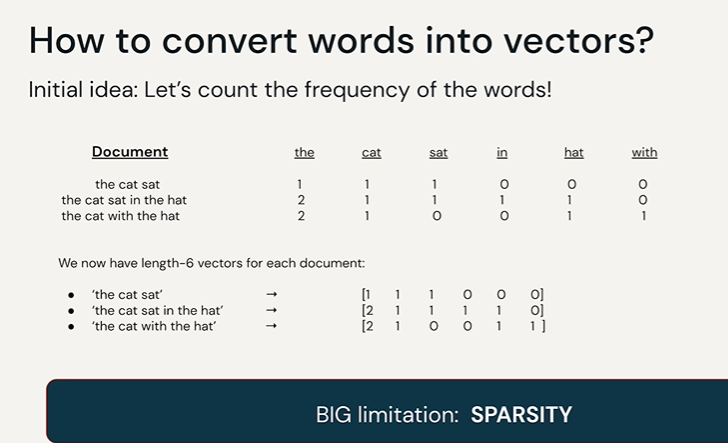 How to convert words into vectors?
Initial idea: Let's count the frequency of the words!
Document the cat sat in hat with
the cat sat 1 1 1 0 0 0
the cat sat in the hat 2 1 1 1 1 0
the cat with the hat 2 1 0 0 1 1
We now have length-6 vectors for each document:
● 'the cat sat' → [1 1 1 0 0 0]
● 'the cat sat in the hat' → [2 1 1 1 1 0]
● 'the cat with the hat' → [2 1 0 0 1 1 ]
BIG limitation: SPARSITY